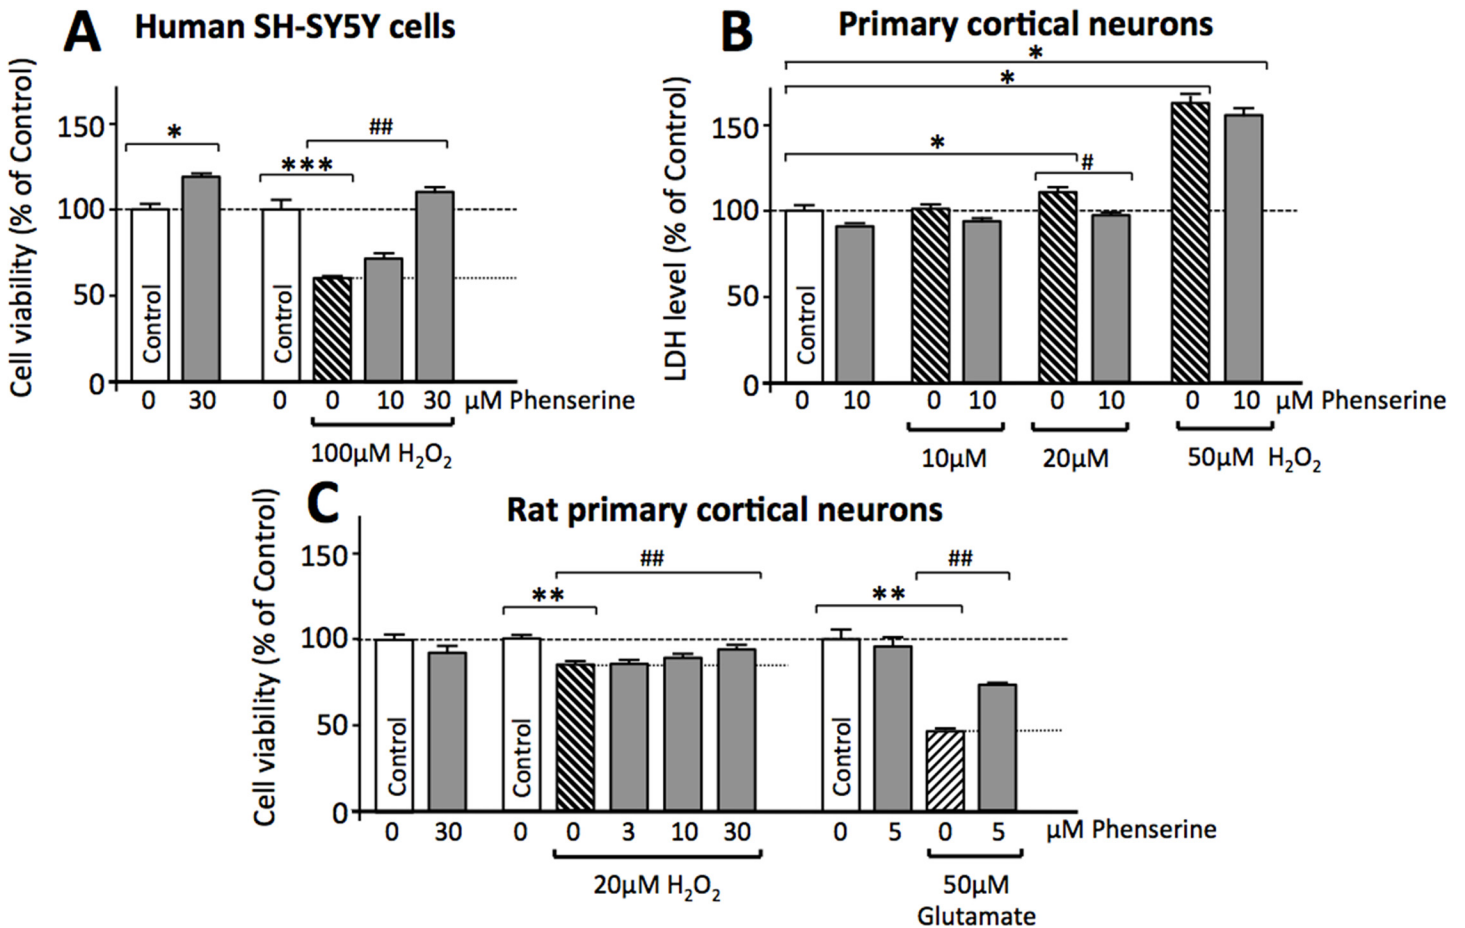 A Human SH-SY5Y cells
Cell viability (% of Control)
150
100
50
0
*
***
##
Control
Control
0 30 0 0 10 30 µM Phenserine
100µM H₂O₂
B Primary cortical neurons
LDH level (% of Control)
150
100
50
0
*
*
*
#
Control
0 10 0 10 0 10 0 10 µM Phenserine
10µM 20µM 50µM H₂O₂
C Rat primary cortical neurons
Cell viability (% of Control)
150
100
50
0
##
**
##
**
Control
Control
Control
0 30 0 0 3 10 30 0 5 0 5 µM Phenserine
20µM H₂O₂ 50µM
Glutamate